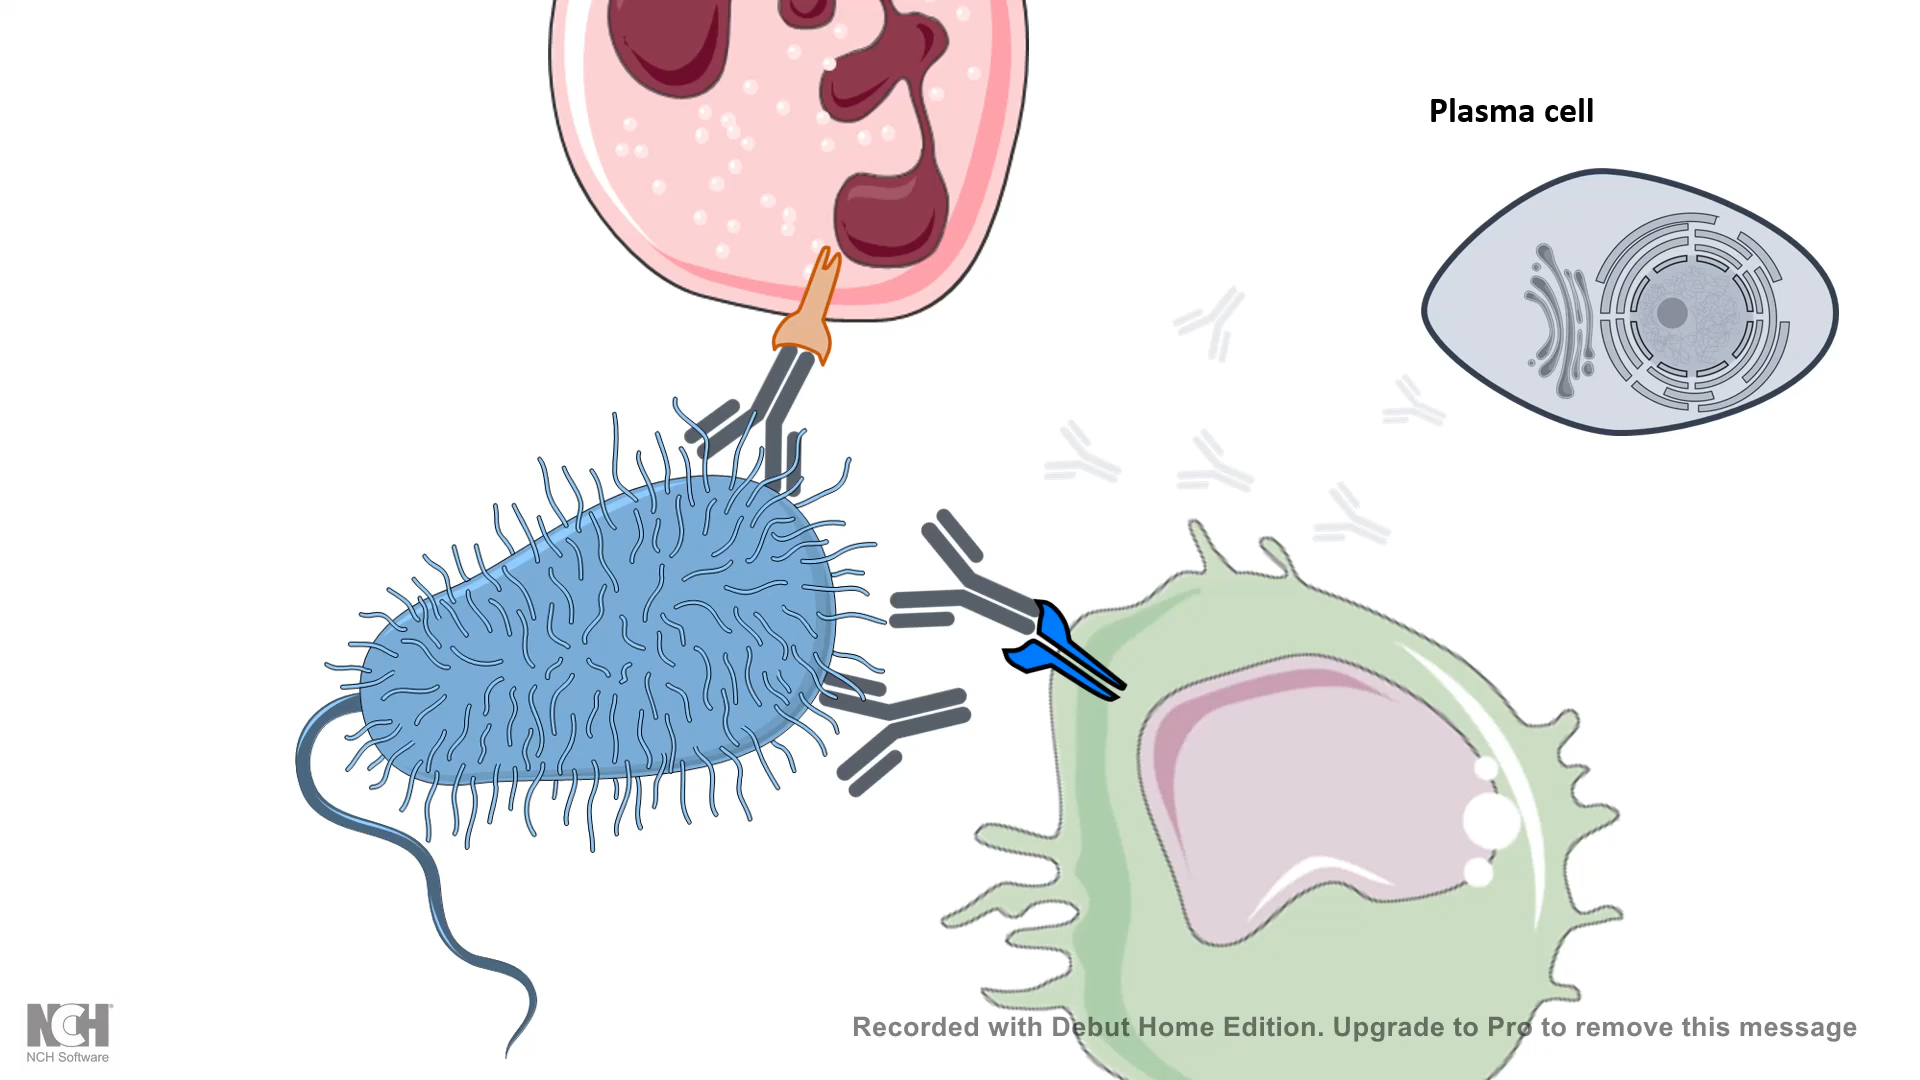 Plasma cell
NCH®
NCH Software
Recorded with Debut Home Edition. Upgrade to Pro to remove this message